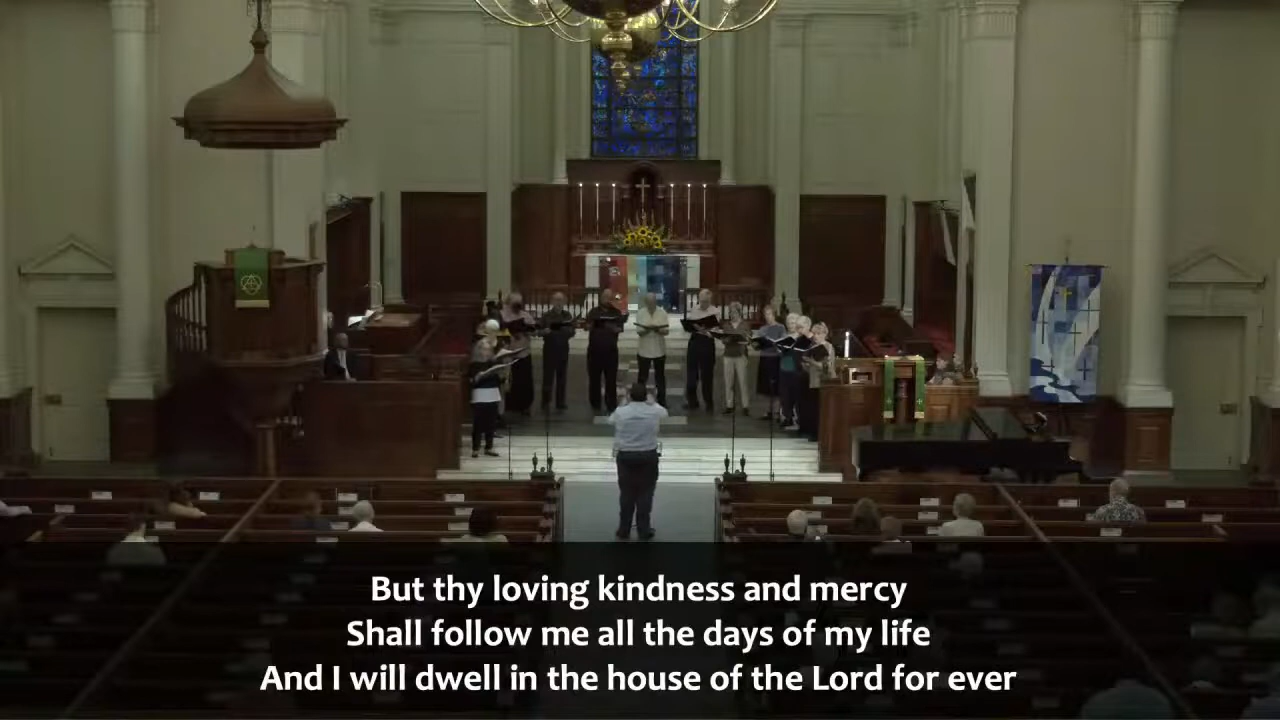 But thy loving kindness and mercy
Shall follow me all the days of my life
And I will dwell in the house of the Lord for ever